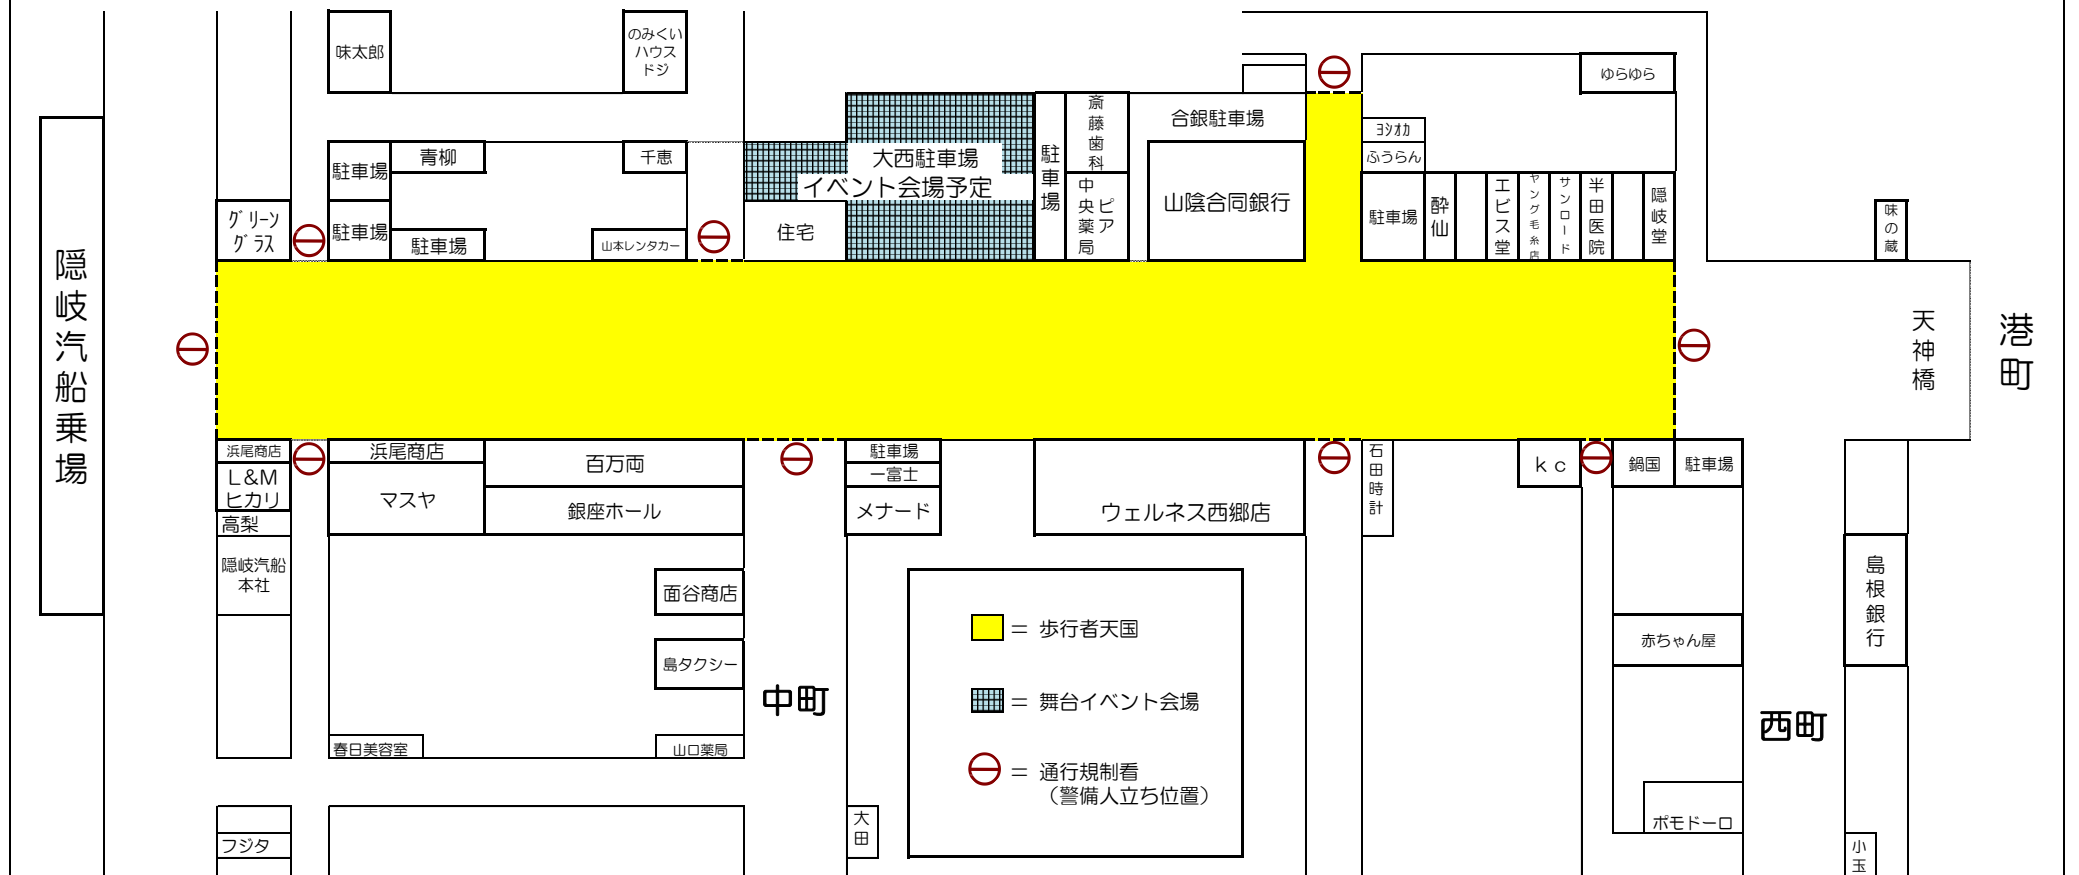 味太郎
のみくい
ハウス
ドジ
ゆらゆら
斎藤歯科
合銀駐車場
ﾖｼｵｶ
ふうらん
駐車場
青柳
千恵
大西駐車場
イベント会場予定
駐車場
中央薬局
ピア
山陰合同銀行
駐車場
酔仙
エビス堂
ヤング毛糸店
サンロード
半田医院
隠岐堂
味の蔵
ｸﾞﾘｰﾝ
ｸﾞﾗｽ
駐車場
駐車場
山本レンタカー
住宅
隠岐汽船乗場
天神橋
港町
浜尾商店
L&M
ヒカリ
高梨
隠岐汽船
本社
浜尾商店
マスヤ
百万両
銀座ホール
駐車場
一富士
メナード
ウェルネス西郷店
石田時計
ｋｃ
鍋国
駐車場
面谷商店
島タクシー
中町
春日美容室
山口薬局
＝ 歩行者天国
＝ 舞台イベント会場
＝ 通行規制看
（警備人立ち位置）
島根銀行
赤ちゃん屋
西町
ポモドーロ
フジタ
大田
小玉